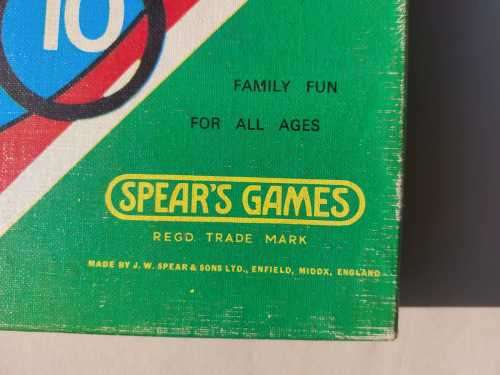 10
FAMILY FUN
FOR ALL AGES
SPEAR'S GAMES
REGD. TRADE MARK
MADE BY J. W. SPEAR & SONS LTD., ENFIELD, MIDDX, ENGLAND